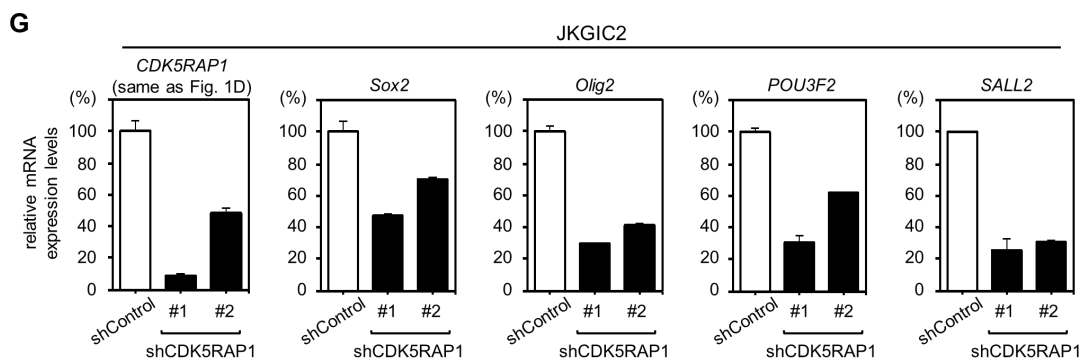 G
JKGIC2
CDK5RAP1
(same as Fig. 1D)
Sox2
Olig2
POU3F2
SALL2
(%) (%) (%) (%) (%)
relative mRNA
expression levels
100 100 100 100 100
80 80 80 80 80
60 60 60 60 60
40 40 40 40 40
20 20 20 20 20
0 0 0 0 0
shControl #1 #2 shControl #1 #2 shControl #1 #2 shControl #1 #2 shControl #1 #2
shCDK5RAP1 shCDK5RAP1 shCDK5RAP1 shCDK5RAP1 shCDK5RAP1